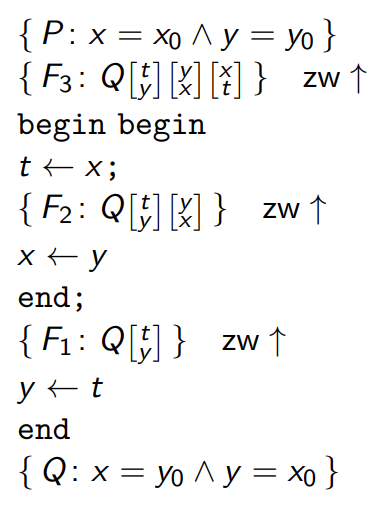 { P: x = x₀ ∧ y = y₀ }
{ F₃: Q[t/y][y/x][x/t] } zw ↑
begin begin
t ← x;
{ F₂: Q[t/y][y/x] } zw ↑
x ← y
end;
{ F₁: Q[t/y] } zw ↑
y ← t
end
{ Q: x = y₀ ∧ y = x₀ }